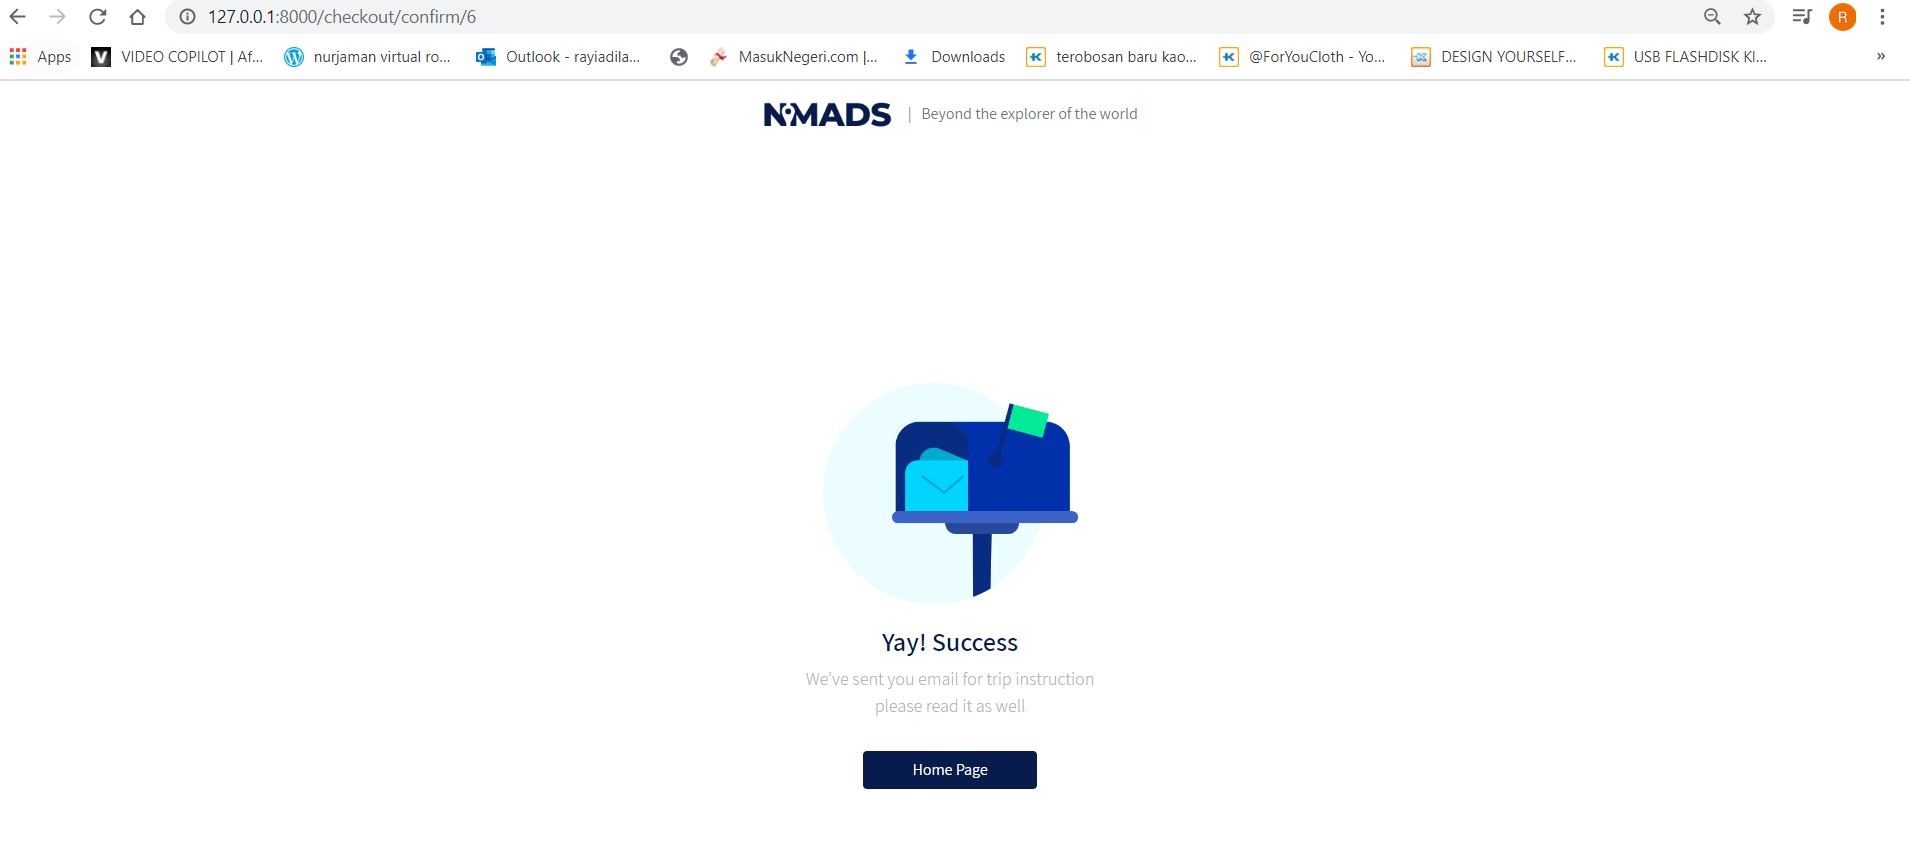 127.0.0.1:8000/checkout/confirm/6
R
Apps VIDEO COPILOT | Af... nurjaman virtual ro... Outlook - rayiadila... MasukNegeri.com |... Downloads terobosan baru kao... @ForYouCloth - Yo... DESIGN YOURSELF... USB FLASHDISK KI... »
NOMADS | Beyond the explorer of the world
Yay! Success
We've sent you email for trip instruction
please read it as well
Home Page